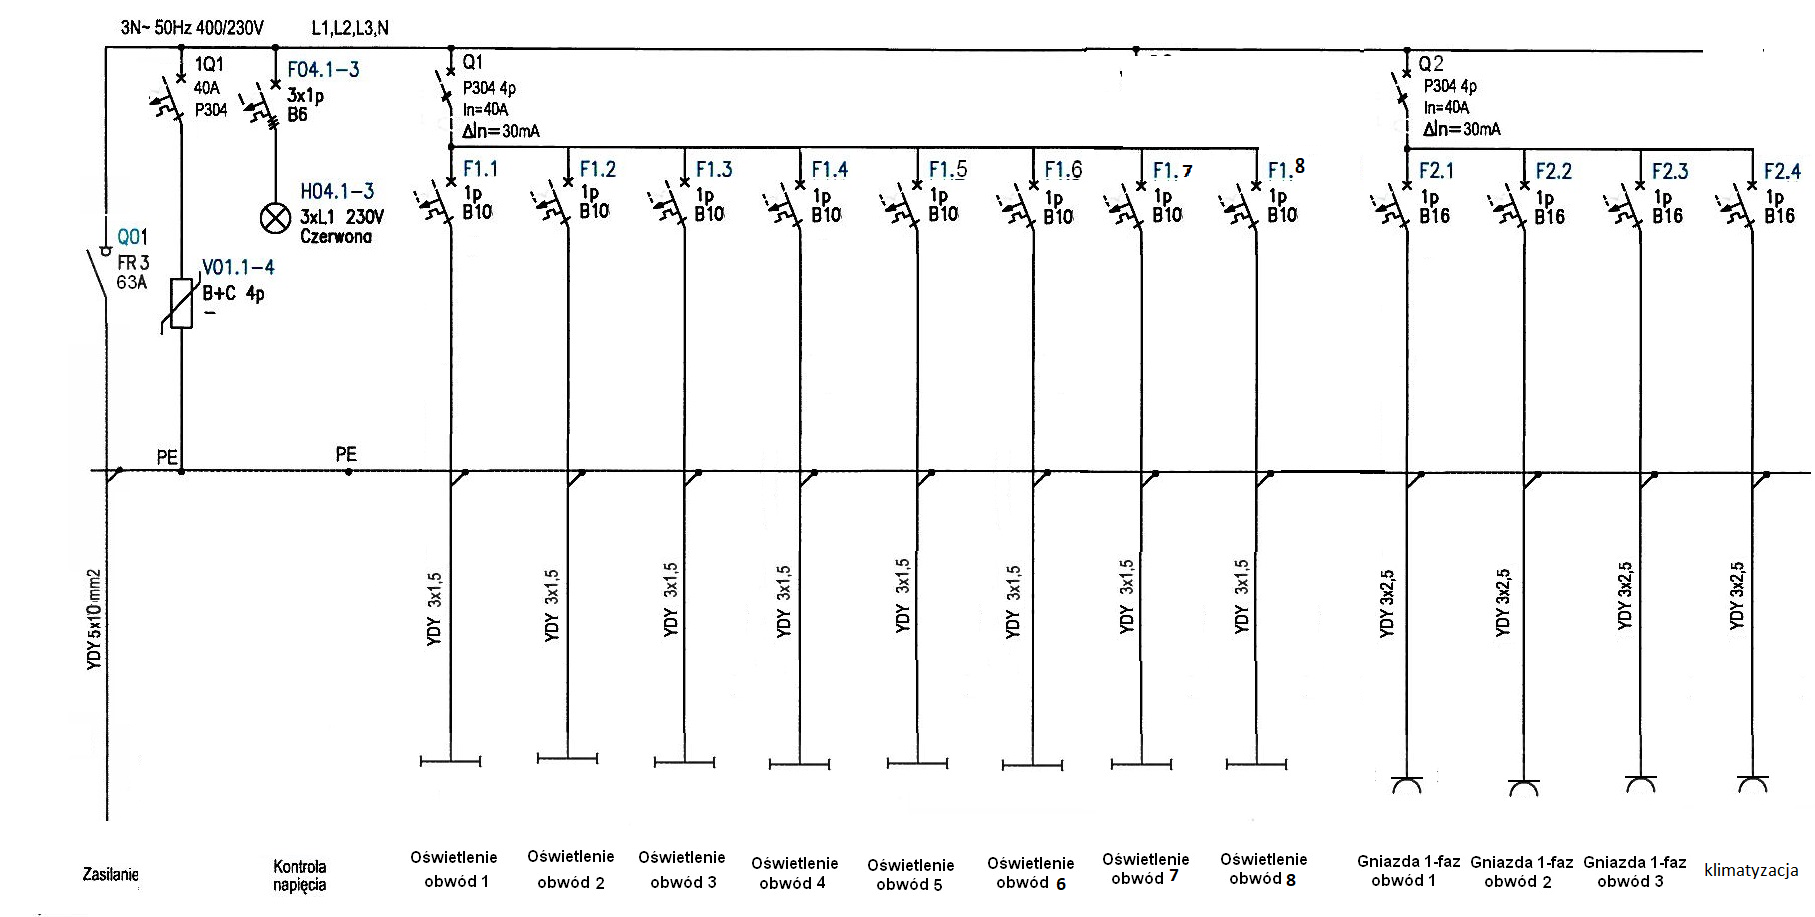 3N~ 50Hz 400/230V
L1,L2,L3,N
1Q1
40A
P304
F04.1-3
3x1p
B6
Q1
P304 4p
In=40A
ΔIn=30mA
Q2
P304 4p
In=40A
ΔIn=30mA
F1.1
1p
B10
F1.2
1p
B10
F1.3
1p
B10
F1.4
1p
B10
F1.5
1p
B10
F1.6
1p
B10
F1.7
1p
B10
F1.8
1p
B10
F2.1
1p
B16
F2.2
1p
B16
F2.3
1p
B16
F2.4
1p
B16
H04.1-3
3xL1 230V
Czerwona
Q01
FR3
63A
V01.1-4
B+C 4p
PE
PE
YDY 5x10mm2
YDY 3x1,5
YDY 3x1,5
YDY 3x1,5
YDY 3x1,5
YDY 3x1,5
YDY 3x1,5
YDY 3x1,5
YDY 3x1,5
YDY 3x2,5
YDY 3x2,5
YDY 3x2,5
YDY 3x2,5
Zasilanie
Kontrola
napięcia
Oświetlenie
obwód 1
Oświetlenie
obwód 2
Oświetlenie
obwód 3
Oświetlenie
obwód 4
Oświetlenie
obwód 5
Oświetlenie
obwód 6
Oświetlenie
obwód 7
Oświetlenie
obwód 8
Gniazda 1-faz
obwód 1
Gniazda 1-faz
obwód 2
Gniazda 1-faz
obwód 3
klimatyzacja